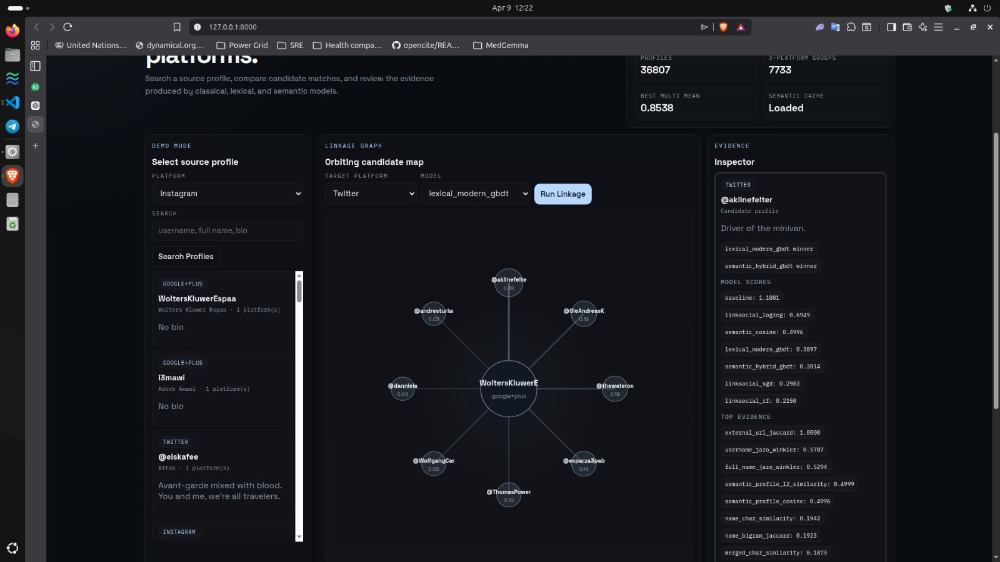 Apr 9 12:22
127.0.0.1:8000
United Nations...
dynamical.org...
Power Grid
SRE
Health compa...
opencite/REA...
MedGemma
82
platforms.
Search a source profile, compare candidate matches, and review the evidence
produced by classical, lexical, and semantic models.
PROFILES
36807
3-PLATFORM GROUPS
7733
BEST MULTI MEAN
0.8538
SEMANTIC CACHE
Loaded
DEMO MODE
Select source profile
PLATFORM
Instagram
SEARCH
username, full name, bio
Search Profiles
GOOGLE+PLUS
WoltersKluwerEspaa
Wolters Kluwer Espaa · 1 platform(s)
No bio
GOOGLE+PLUS
i3mawi
Adeeb Amawi · 1 platform(s)
No bio
TWITTER
@eiskafee
Aftab · 1 platform(s)
Avant-garde mixed with blood.
You and me, we're all travelers.
INSTAGRAM
LINKAGE GRAPH
Orbiting candidate map
TARGET PLATFORM
MODEL
Twitter
lexical_modern_gbdt
Run Linkage
@aklinefelte
0.30
@andresturiw
0.03
@OleAndreasK
0.19
@danniela
0.04
WoltersKluwerE
google+plus
@thewaterox
0.18
@WolfgangCar
0.09
@esparza3pab
0.14
@ThomasPower
0.10
EVIDENCE
Inspector
TWITTER
@aklinefelter
Candidate profile
Driver of the minivan.
lexical_modern_gbdt winner
semantic_hybrid_gbdt winner
MODEL SCORES
baseline: 1.1081
linksocial_logreg: 0.6949
semantic_cosine: 0.4996
lexical_modern_gbdt: 0.3897
semantic_hybrid_gbdt: 0.3014
linksocial_sgd: 0.2983
linksocial_rf: 0.2150
TOP EVIDENCE
external_url_jaccard: 1.0000
username_jaro_winkler: 0.5787
full_name_jaro_winkler: 0.5294
semantic_profile_l2_similarity: 0.4999
semantic_profile_cosine: 0.4996
name_char_similarity: 0.1942
name_bigram_jaccard: 0.1923
merged_char_similarity: 0.1873